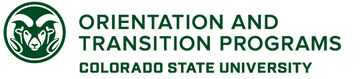 ORIENTATION AND
TRANSITION PROGRAMS
COLORADO STATE UNIVERSITY